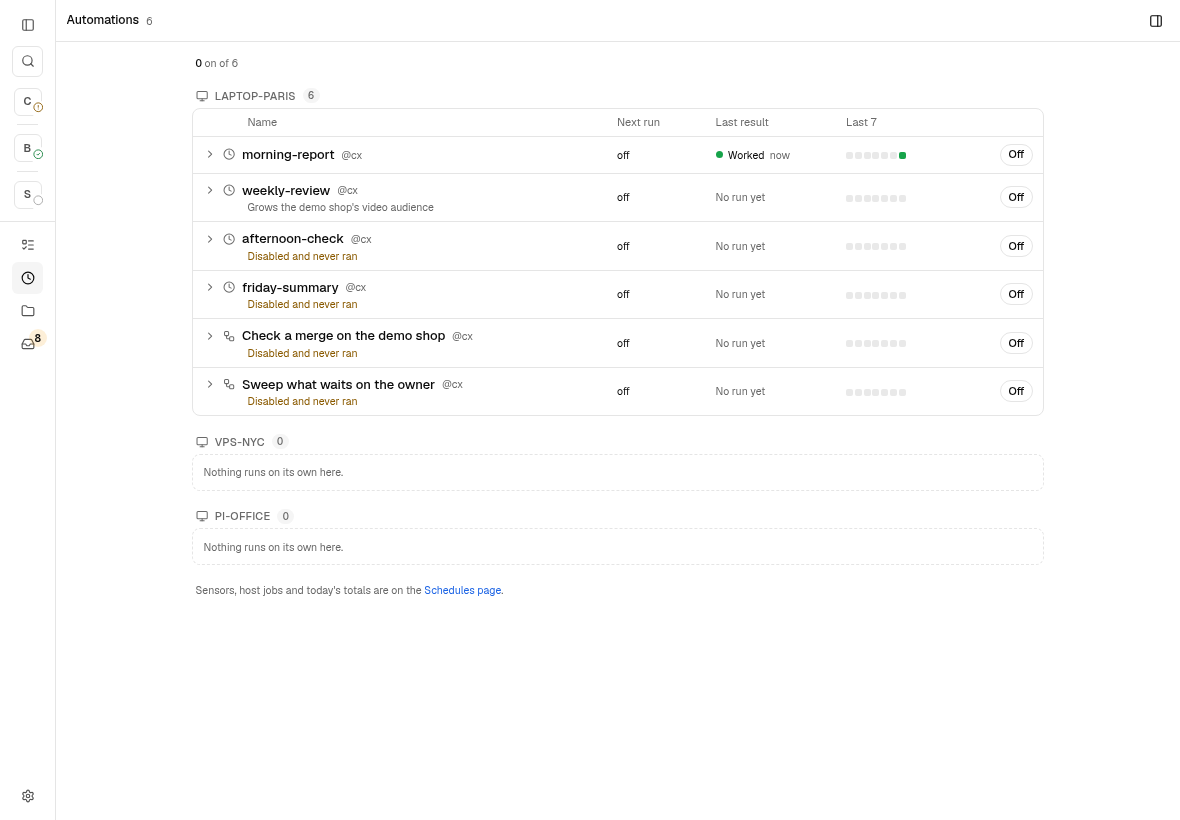 Automations 6
0 on of 6
C
B
S
8
LAPTOP-PARIS 6
Name Next run Last result Last 7
morning-report @cx off Worked now Off
weekly-review @cx off No run yet Off
Grows the demo shop's video audience
afternoon-check @cx off No run yet Off
Disabled and never ran
friday-summary @cx off No run yet Off
Disabled and never ran
Check a merge on the demo shop @cx off No run yet Off
Disabled and never ran
Sweep what waits on the owner @cx off No run yet Off
Disabled and never ran
VPS-NYC 0
Nothing runs on its own here.
PI-OFFICE 0
Nothing runs on its own here.
Sensors, host jobs and today's totals are on the Schedules page.